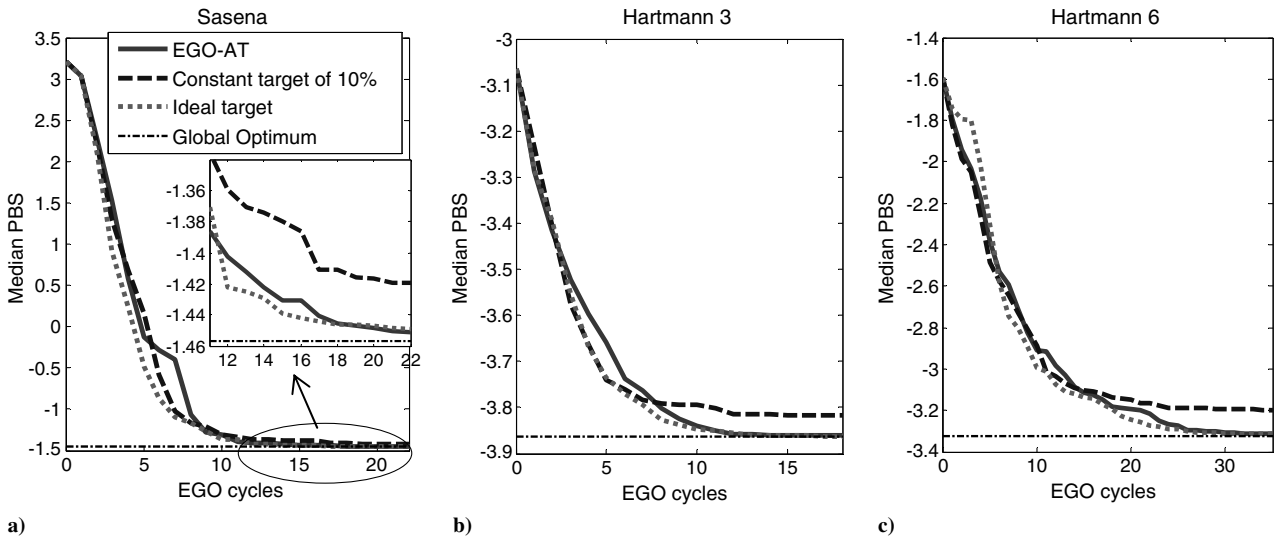 Sasena
3.5
3
2.5
2
1.5
1
0.5
0
-0.5
-1
-1.5
Median PBS
EGO-AT
Constant target of 10%
Ideal target
Global Optimum
-1.36
-1.38
-1.4
-1.42
-1.44
-1.46
12 14 16 18 20 22
0 5 10 15 20
EGO cycles
a)
Hartmann 3
-3
-3.1
-3.2
-3.3
-3.4
-3.5
-3.6
-3.7
-3.8
-3.9
Median PBS
0 5 10 15
EGO cycles
b)
Hartmann 6
-1.4
-1.6
-1.8
-2
-2.2
-2.4
-2.6
-2.8
-3
-3.2
-3.4
Median PBS
0 10 20 30
EGO cycles
c)